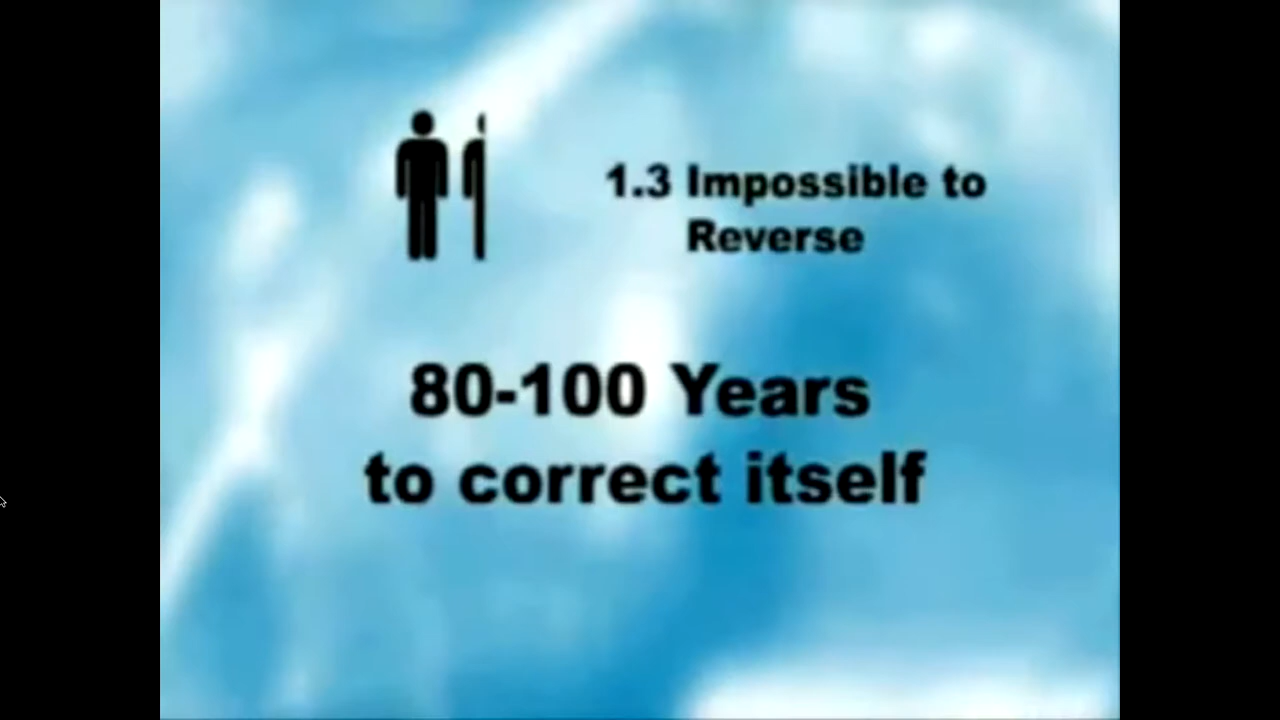 1.3 Impossible to
Reverse
80-100 Years
to correct itself